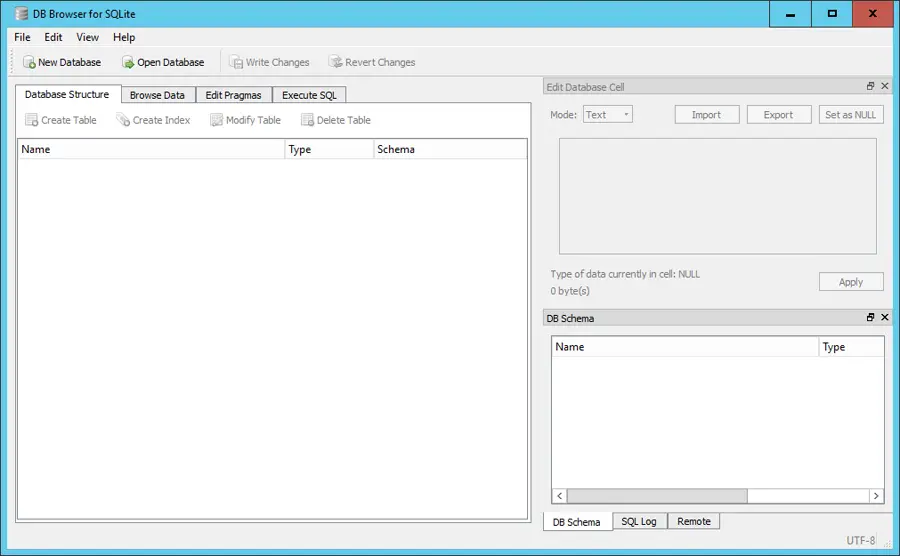 DB Browser for SQLite
File Edit View Help
New Database Open Database Write Changes Revert Changes
Database Structure Browse Data Edit Pragmas Execute SQL
Create Table Create Index Modify Table Delete Table
Name Type Schema
Edit Database Cell
Mode: Text Import Export Set as NULL
Type of data currently in cell: NULL
0 byte(s)
Apply
DB Schema
Name Type
DB Schema SQL Log Remote
UTF-8